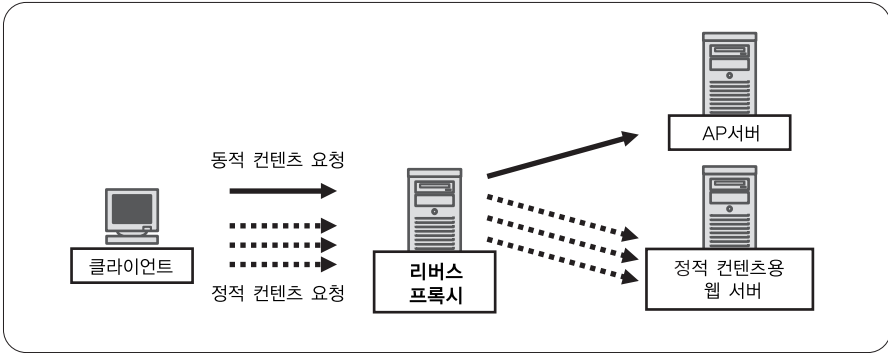 AP서버
동적 컨텐츠 요청
클라이언트
정적 컨텐츠 요청
리버스
프록시
정적 컨텐츠용
웹 서버